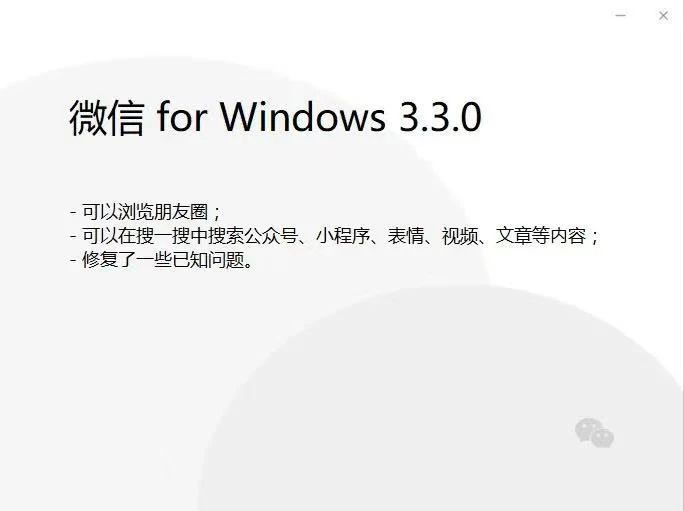 微信 for Windows 3.3.0
- 可以浏览朋友圈；
- 可以在搜一搜中搜索公众号、小程序、表情、视频、文章等内容；
- 修复了一些已知问题。